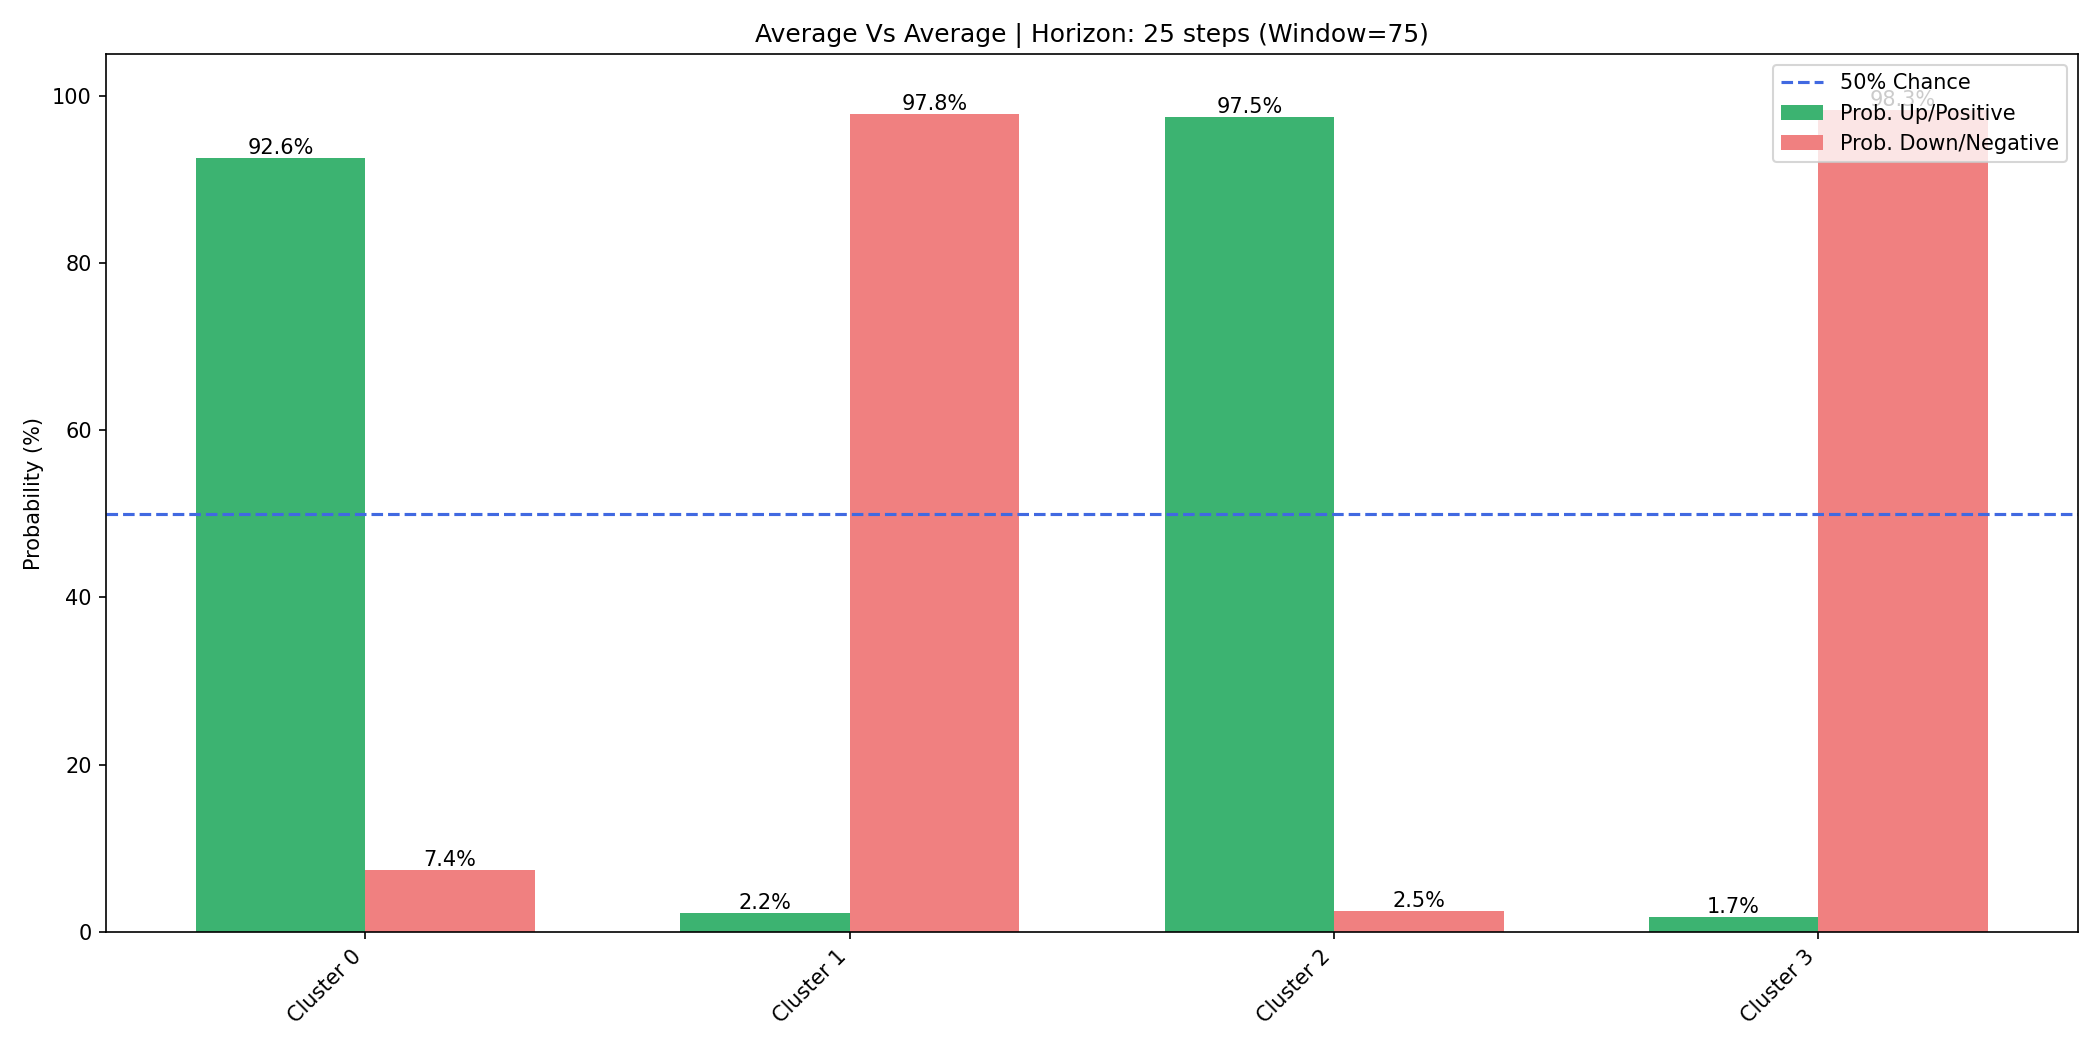 Average Vs Average | Horizon: 25 steps (Window=75)
Probability (%)
100
80
60
40
20
0
92.6%
7.4%
2.2%
97.8%
97.5%
2.5%
1.7%
98.3%
50% Chance
Prob. Up/Positive
Prob. Down/Negative
Cluster 0
Cluster 1
Cluster 2
Cluster 3